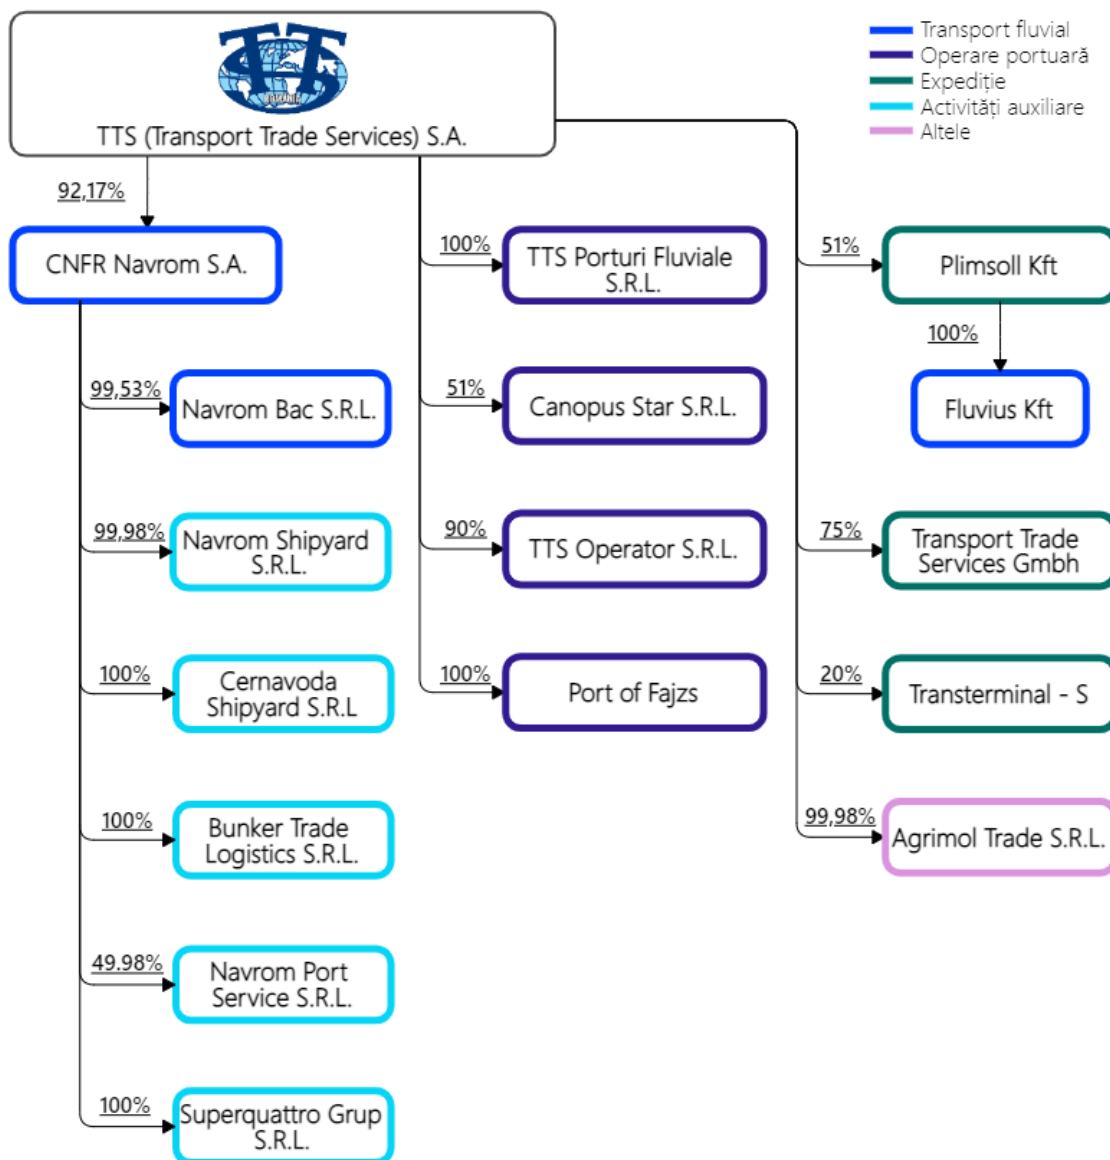 ROMANIA
TTS (Transport Trade Services) S.A.
Transport fluvial
Operare portuară
Expediție
Activități auxiliare
Altele
92,17%
CNFR Navrom S.A.
99,53%
Navrom Bac S.R.L.
99,98%
Navrom Shipyard
S.R.L.
100%
Cernavoda
Shipyard S.R.L
100%
Bunker Trade
Logistics S.R.L.
49.98%
Navrom Port
Service S.R.L.
100%
Superquattro Grup
S.R.L.
100%
TTS Porturi Fluviale
S.R.L.
51%
Canopus Star S.R.L.
90%
TTS Operator S.R.L.
100%
Port of Fajzs
51%
Plimsoll Kft
100%
Fluvius Kft
75%
Transport Trade
Services Gmbh
20%
Transterminal - S
99,98%
Agrimol Trade S.R.L.